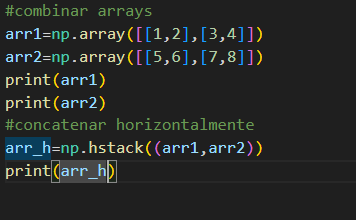 #combinar arrays
arr1=np.array([[1,2],[3,4]])
arr2=np.array([[5,6],[7,8]])
print(arr1)
print(arr2)
#concatenar horizontalmente
arr_h=np.hstack((arr1,arr2))
print(arr_h)